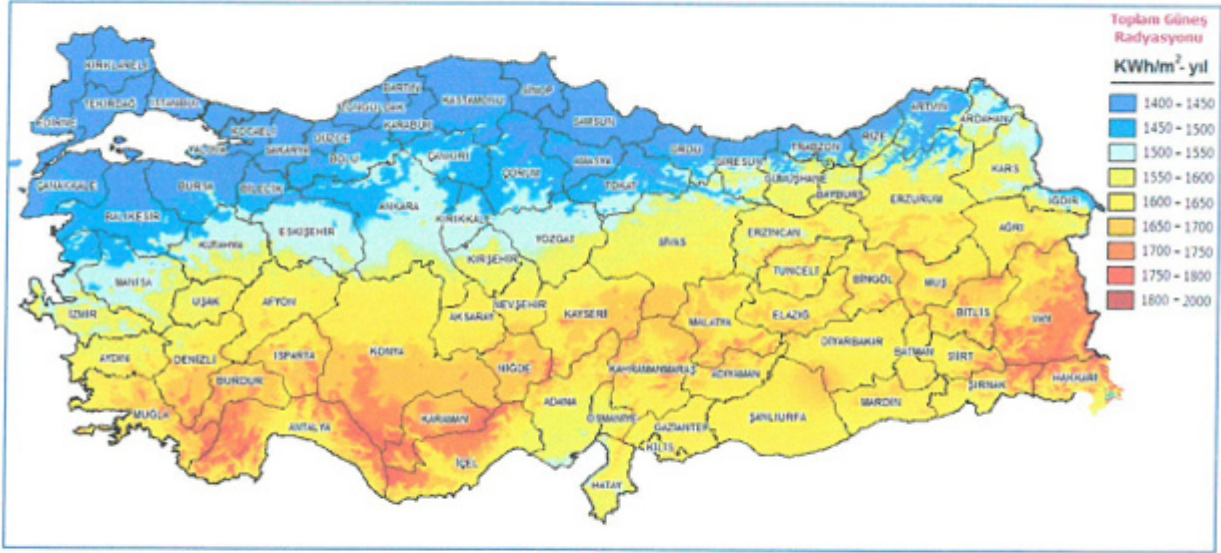 Toplam Güneş
Radyasyonu
KWh/m²- yıl
1400 - 1450
1450 - 1500
1500 - 1550
1550 - 1600
1600 - 1650
1650 - 1700
1700 - 1750
1750 - 1800
1800 - 2000
KIRKLARELİ
TEKİRDAĞ
İSTANBUL
EDİRNE
KOCAELİ
YALOVA
SAKARYA
DÜZCE
BOLU
ZONGULDAK
BARTIN
KARABÜK
KASTAMONU
SİNOP
SAMSUN
ÇANKIRI
ÇORUM
AMASYA
TOKAT
ORDU
GİRESUN
TRABZON
RİZE
ARTVİN
ARDAHAN
KARS
IĞDIR
GÜMÜŞHANE
BAYBURT
ERZURUM
AĞRI
ÇANAKKALE
BURSA
BİLECİK
BALIKESİR
KÜTAHYA
ESKİŞEHİR
ANKARA
KIRIKKALE
YOZGAT
KIRŞEHİR
SİVAS
ERZİNCAN
TUNCELİ
BİNGÖL
MUŞ
BİTLİS
VAN
MANİSA
İZMİR
UŞAK
AFYON
AKSARAY
NEVŞEHİR
KAYSERİ
MALATYA
ELAZIĞ
DİYARBAKIR
BATMAN
SİİRT
ŞIRNAK
HAKKARİ
AYDIN
DENİZLİ
ISPARTA
BURDUR
KONYA
NİĞDE
KAHRAMANMARAŞ
ADIYAMAN
MUĞLA
ANTALYA
KARAMAN
İÇEL
ADANA
OSMANİYE
GAZİANTEP
KİLİS
ŞANLIURFA
MARDİN
HATAY